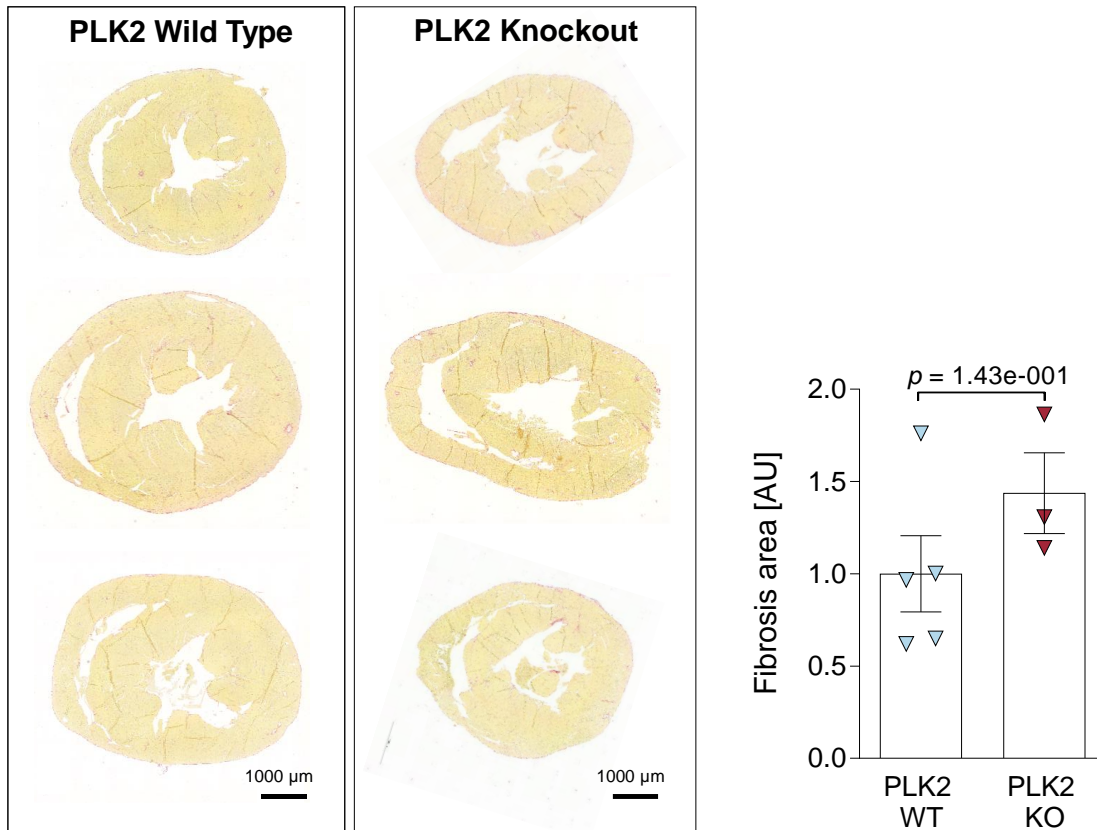 PLK2 Wild Type
PLK2 Knockout
1000 µm
1000 µm
p = 1.43e-001
2.0
1.5
1.0
0.5
0.0
Fibrosis area [AU]
PLK2
WT
PLK2
KO